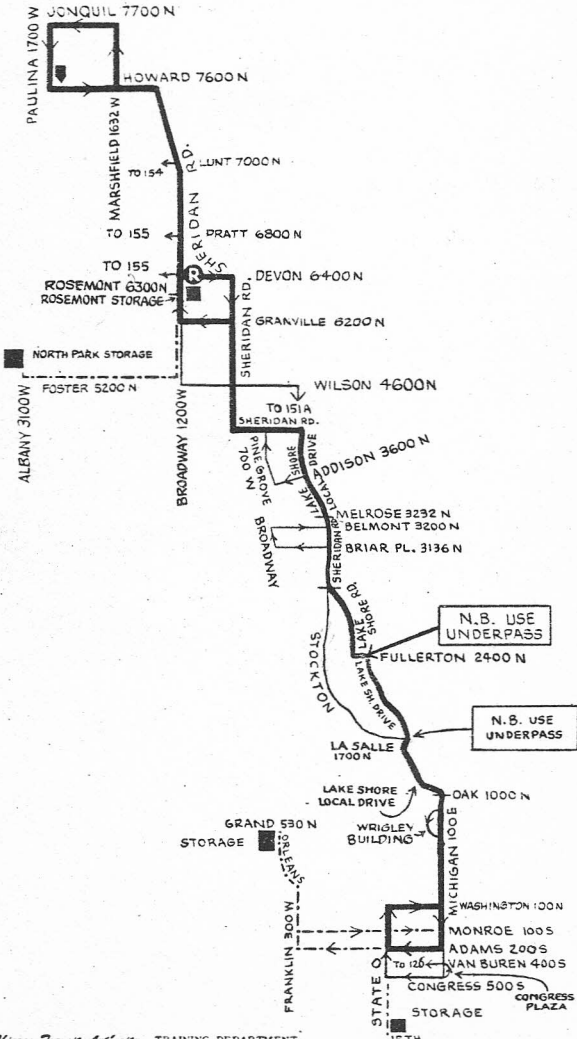 JONQUIL 7700 N
PAULINA 1700 W
HOWARD 7600 N
MARSHFIELD 1632 W
TO 154
LUNT 7000 N
SHERIDAN RD.
TO 155
PRATT 6800 N
TO 155
R
DEVON 6400 N
ROSEMONT 6300 N
ROSEMONT STORAGE
SHERIDAN RD.
GRANVILLE 6200 N
NORTH PARK STORAGE
FOSTER 5200 N
ALBANY 3100 W
BROADWAY 1200 W
WILSON 4600 N
TO 151A
SHERIDAN RD.
PINE GROVE
700 W
LAKE SHORE
LOCAL DRIVE
ADDISON 3600 N
MELROSE 3232 N
BELMONT 3200 N
BROADWAY
SHERIDAN RD
BRIAR PL. 3136 N
LAKE
SHORE RD.
N.B. USE
UNDERPASS
FULLERTON 2400 N
STOCKTON
LAKE SH. DRIVE
N.B. USE
UNDERPASS
LA SALLE
1700 N
LAKE SHORE
LOCAL DRIVE
OAK 1000 N
GRAND 530 N
STORAGE
ORLEANS
WRIGLEY
BUILDING
MICHIGAN 100 E
WASHINGTON 100 N
FRANKLIN 300 W
MONROE 100 S
ADAMS 200 S
TO 126
VAN BUREN 400 S
CONGRESS 500 S
STATE 0
CONGRESS
PLAZA
STORAGE
TRAINING DEPARTMENT